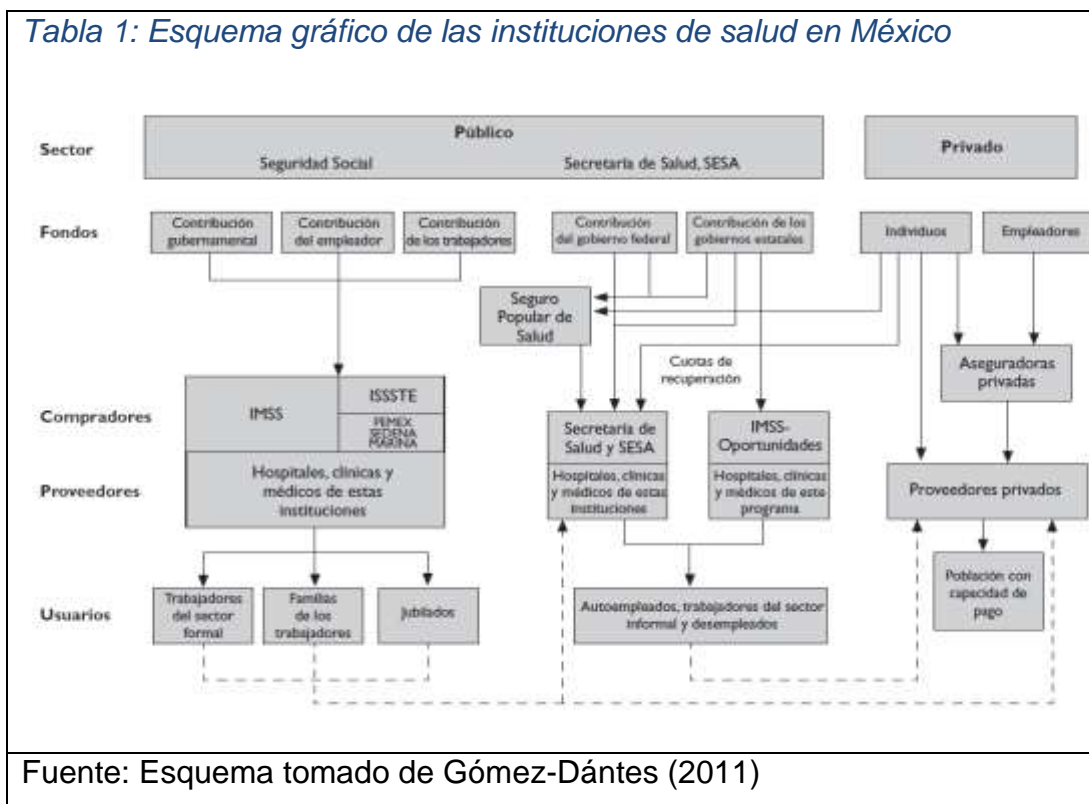 Tabla 1: Esquema gráfico de las instituciones de salud en México
Sector
Público
Seguridad Social
Secretaría de Salud, SESA
Privado
Fondos
Contribución
gubernamental
Contribución
del empleador
Contribución
de los trabajadores
Contribución
del gobierno federal
Contribución de los
gobiernos estatales
Individuos
Empleadores
Seguro
Popular de
Salud
Cuotas de
recuperación
Aseguradoras
privadas
Compradores
IMSS
ISSSTE
PEMEX
SEDENA
MARINA
Secretaría de
Salud y SESA
IMSS-
Oportunidades
Proveedores
Hospitales, clínicas y
médicos de estas
instituciones
Hospitales, clínicas
y médicos de estas
instituciones
Hospitales, clínicas
y médicos de este
programa
Proveedores privados
Usuarios
Trabajadores
del sector
formal
Familias
de los
trabajadores
Jubilados
Autoempleados, trabajadores del sector
informal y desempleados
Población con
capacidad de
pago
Fuente: Esquema tomado de Gómez-Dántes (2011)